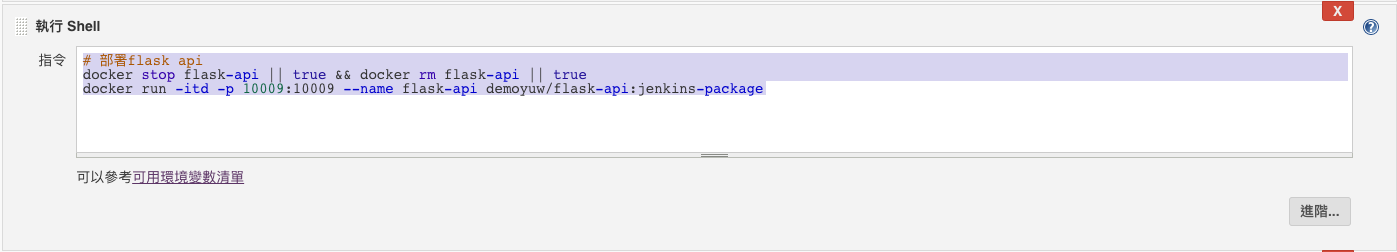 X
執行 Shell
指令
# 部署flask api
docker stop flask-api || true && docker rm flask-api || true
docker run -itd -p 10009:10009 --name flask-api demoyuw/flask-api:jenkins-package
可以參考可用環境變數清單
進階...